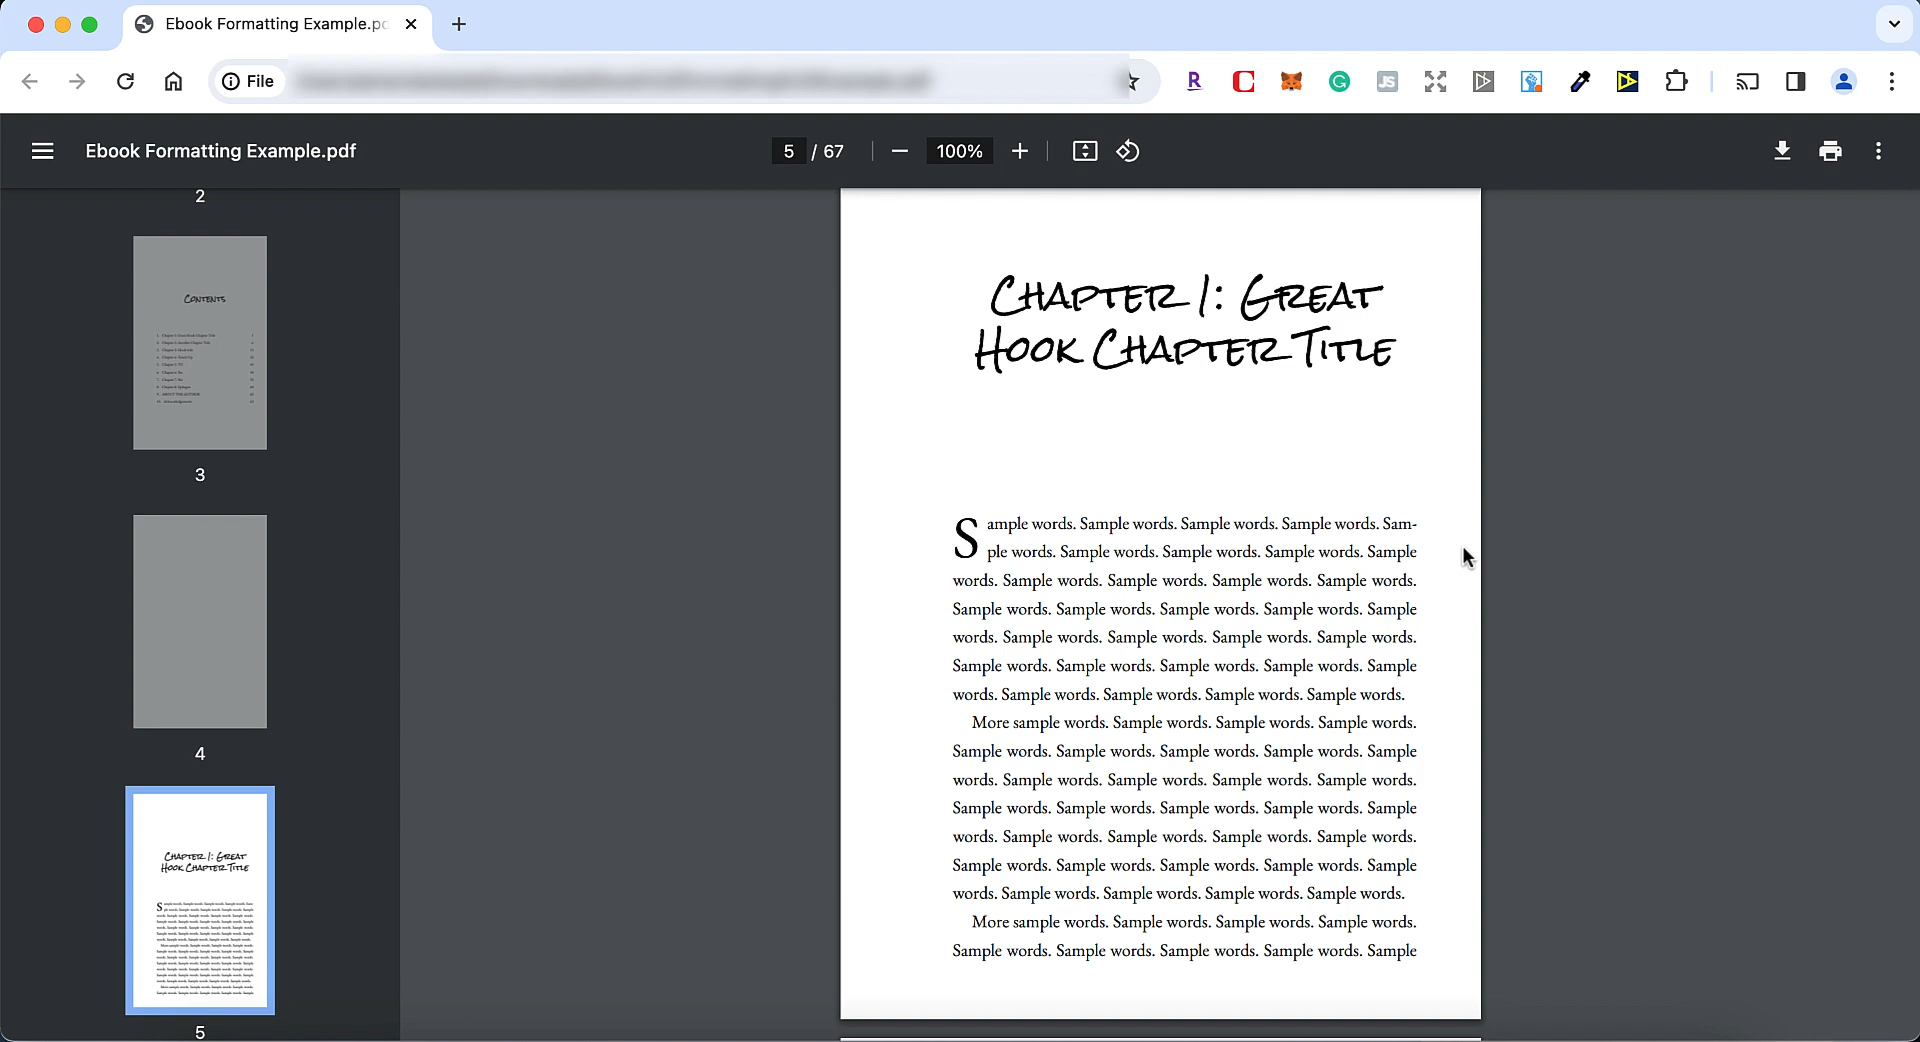 Ebook Formatting Example.pd
File
Ebook Formatting Example.pdf
5 / 67
100%
2
CONTENTS
3
4
CHAPTER 1: GREAT
HOOK CHAPTER TITLE
5
CHAPTER 1: GREAT
HOOK CHAPTER TITLE
Sample words. Sample words. Sample words. Sample words. Sam-
ple words. Sample words. Sample words. Sample words. Sample
words. Sample words. Sample words. Sample words. Sample words.
Sample words. Sample words. Sample words. Sample words. Sample
words. Sample words. Sample words. Sample words. Sample words.
Sample words. Sample words. Sample words. Sample words. Sample
words. Sample words. Sample words. Sample words. Sample words.
More sample words. Sample words. Sample words. Sample words.
Sample words. Sample words. Sample words. Sample words. Sample
words. Sample words. Sample words. Sample words. Sample words.
Sample words. Sample words. Sample words. Sample words. Sample
words. Sample words. Sample words. Sample words. Sample words.
Sample words. Sample words. Sample words. Sample words. Sample
words. Sample words. Sample words. Sample words. Sample words.
More sample words. Sample words. Sample words. Sample words.
Sample words. Sample words. Sample words. Sample words. Sample